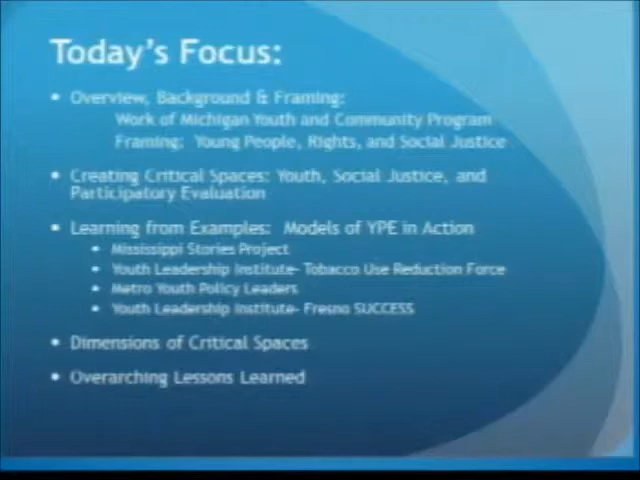 Today's Focus:
• Overview, Background & Framing:
Work of Michigan Youth and Community Program
Framing: Young People, Rights, and Social Justice
• Creating Critical Spaces: Youth, Social Justice, and
Participatory Evaluation
• Learning from Examples: Models of YPE in Action
• Mississippi Stories Project
• Youth Leadership Institute- Tobacco Use Reduction Force
• Metro Youth Policy Leaders
• Youth Leadership Institute- Fresno SUCCESS
• Dimensions of Critical Spaces
• Overarching Lessons Learned